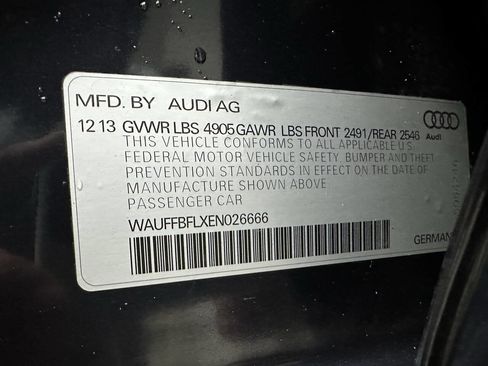 MFD. BY AUDI AG
12 13 GVWR LBS 4905 GAWR LBS FRONT 2491/REAR 2546
Audi
THIS VEHICLE CONFORMS TO ALL APPLICABLE U.S.
FEDERAL MOTOR VEHICLE SAFETY, BUMPER AND THEFT
PREVENTION STANDARDS IN EFFECT ON THE DATE OF
MANUFACTURE SHOWN ABOVE
PASSENGER CAR
WAUFFBFLXEN026666
GERMAN